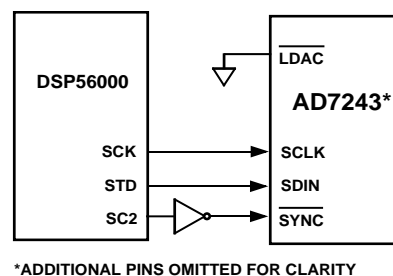 DSP56000
SCK
STD
SC2
LDAC
AD7243*
SCLK
SDIN
SYNC
*ADDITIONAL PINS OMITTED FOR CLARITY